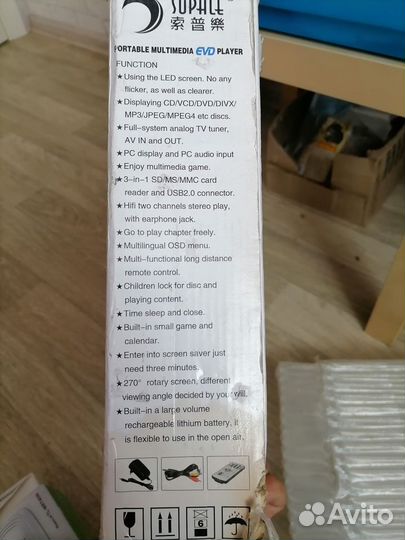 SOPHLE
索普樂
PORTABLE MULTIMEDIA EVD PLAYER
FUNCTION
★Using the LED screen. No any
flicker, as well as clearer.
★Displaying CD/VCD/DVD/DIVX/
MP3/JPEG/MPEG4 etc discs.
★Full-system analog TV tuner,
AV IN and OUT.
★PC display and PC audio input
★Enjoy multimedia game.
★3-in-1 SD/MS/MMC card
reader and USB2.0 connector.
★Hifi two channels stereo play,
with earphone jack.
★Go to play chapter freely.
★Multilingual OSD menu.
★Multi-functional long distance
remote control.
★Children lock for disc and
playing content.
★Time sleep and close.
★Built-in small game and
calendar.
★Enter into screen saver just
need three minutes.
★270° rotary screen, different
viewing angle decided by your will.
★Built-in a large volume
rechargeable lithium battery, it
is flexible to use in the open air.
6
Avito